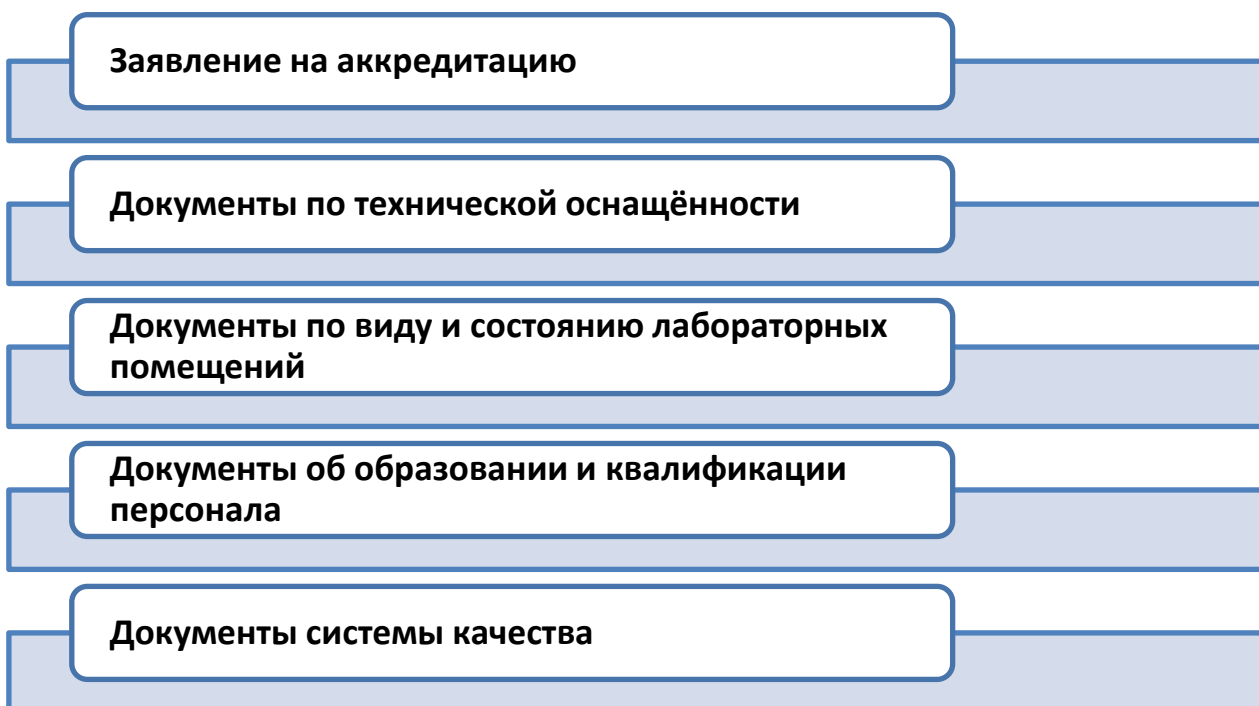 Заявление на аккредитацию
Документы по технической оснащённости
Документы по виду и состоянию лабораторных
помещений
Документы об образовании и квалификации
персонала
Документы системы качества